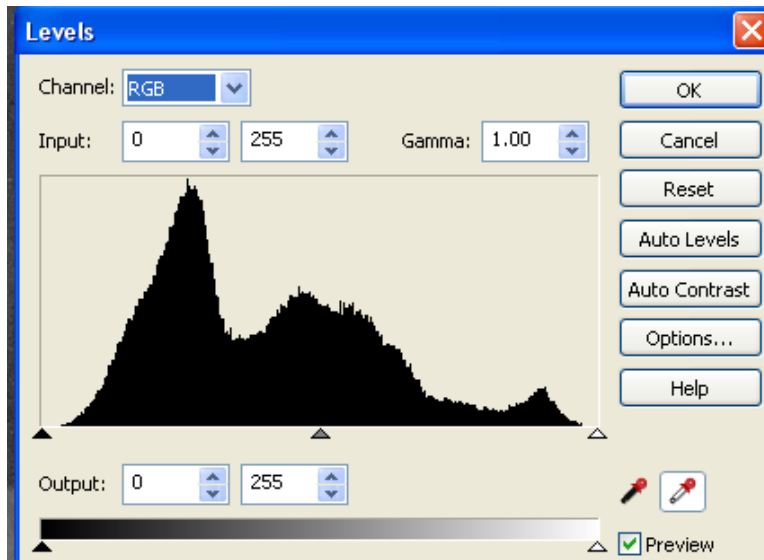 Levels
Channel: RGB
OK
Input: 0 255 Gamma: 1.00
Cancel
Reset
Auto Levels
Auto Contrast
Options...
Help
Output: 0 255
Preview